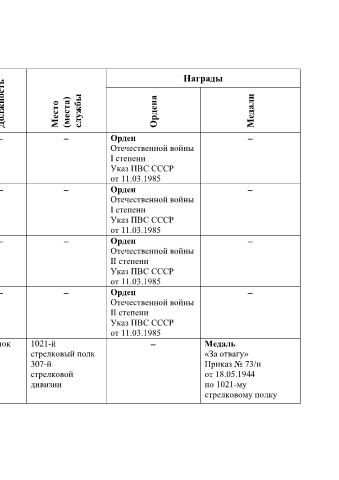 Должность
Место
(места)
службы
Награды
Ордена
Медали
–
–
Орден
Отечественной войны
I степени
Указ ПВС СССР
от 11.03.1985
–
–
–
Орден
Отечественной войны
I степени
Указ ПВС СССР
от 11.03.1985
–
–
–
Орден
Отечественной войны
II степени
Указ ПВС СССР
от 11.03.1985
–
–
–
Орден
Отечественной войны
II степени
Указ ПВС СССР
от 11.03.1985
–
1021-й
стрелковый полк
307-й
стрелковой
дивизии
–
Медаль
«За отвагу»
Приказ № 73/н
от 18.05.1944
по 1021-му
стрелковому полку